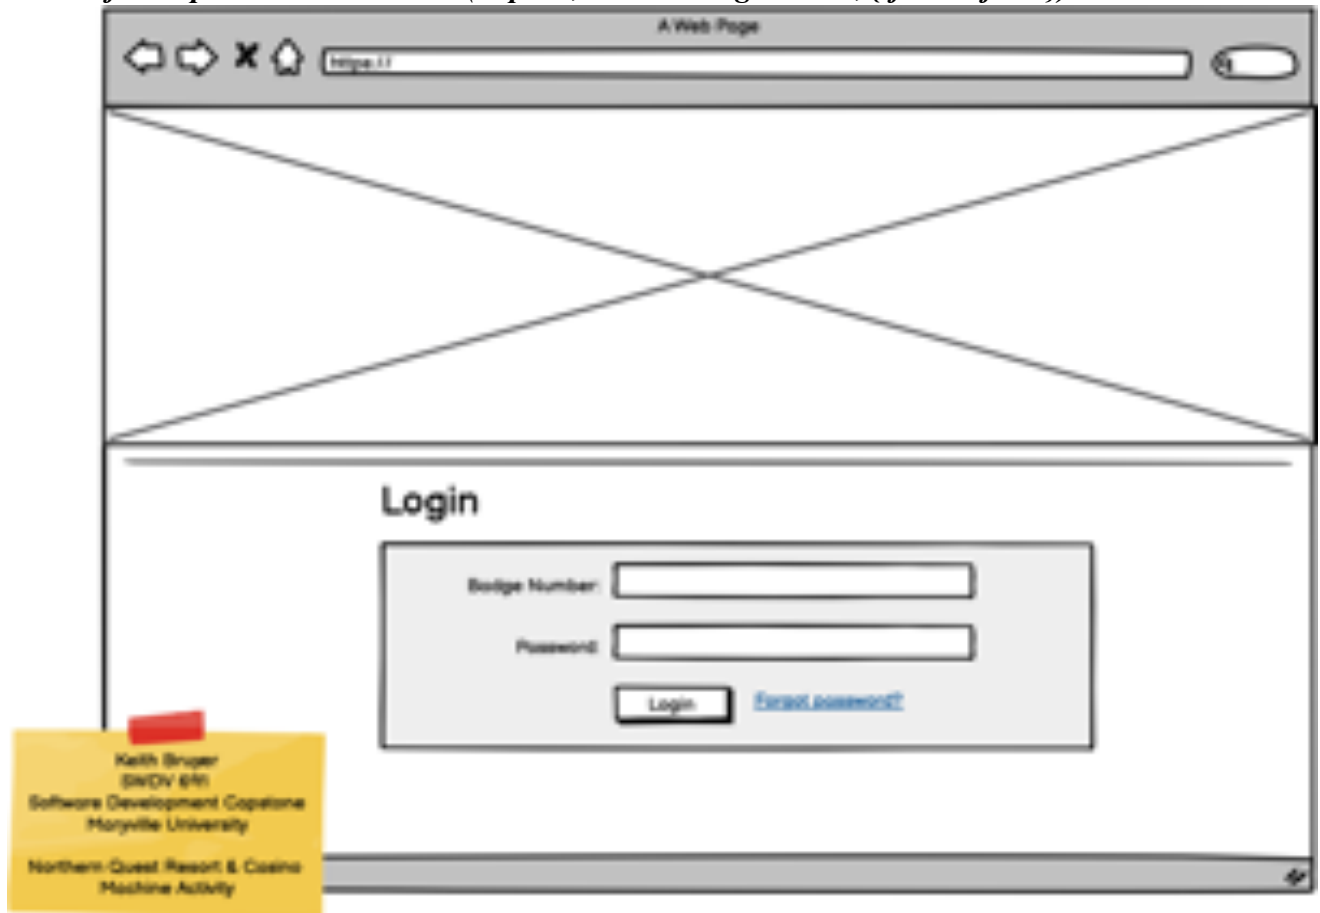 A Web Page
https://
Login
Badge Number:
Password:
Login
Forgot password?
Keith Bruger
SWDV 691
Software Development Capstone
Maryville University
Northern Quest Resort & Casino
Machine Activity